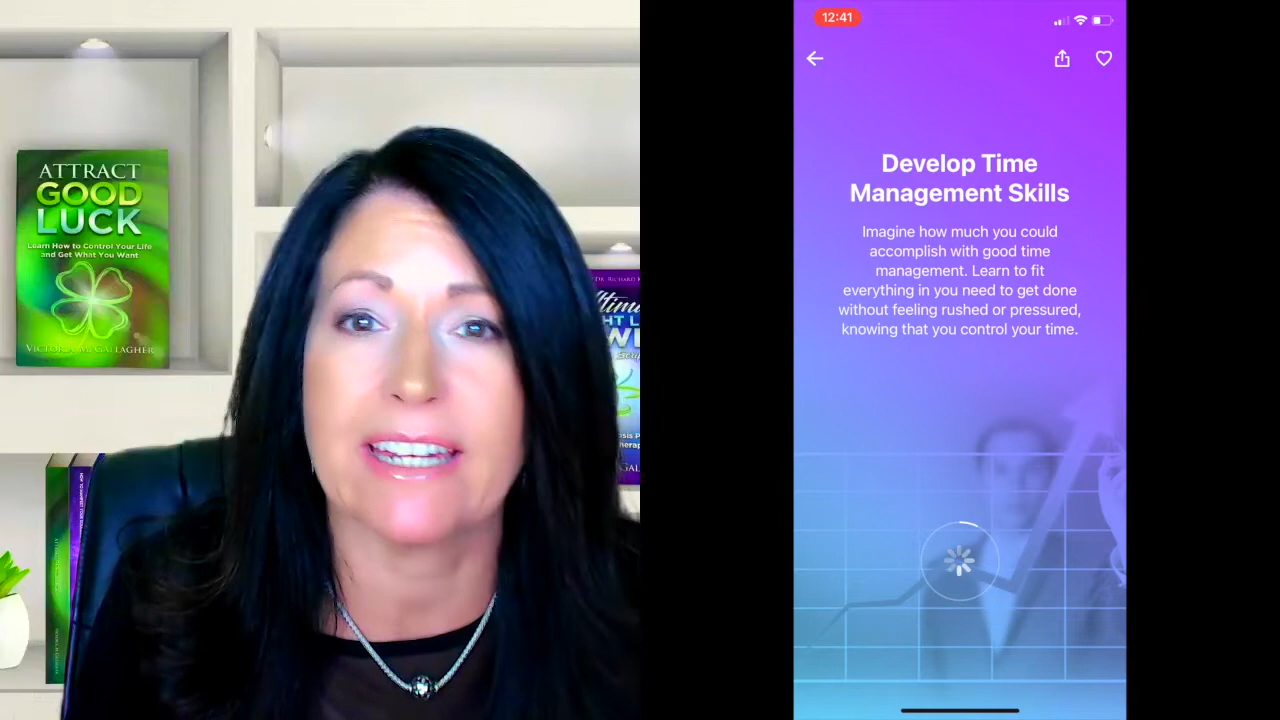 ATTRACT
GOOD
LUCK
Learn How to Control Your Life
and Get What You Want
12:41
Develop Time
Management Skills
Imagine how much you could
accomplish with good time
management. Learn to fit
everything in you need to get done
without feeling rushed or pressured,
knowing that you control your time.